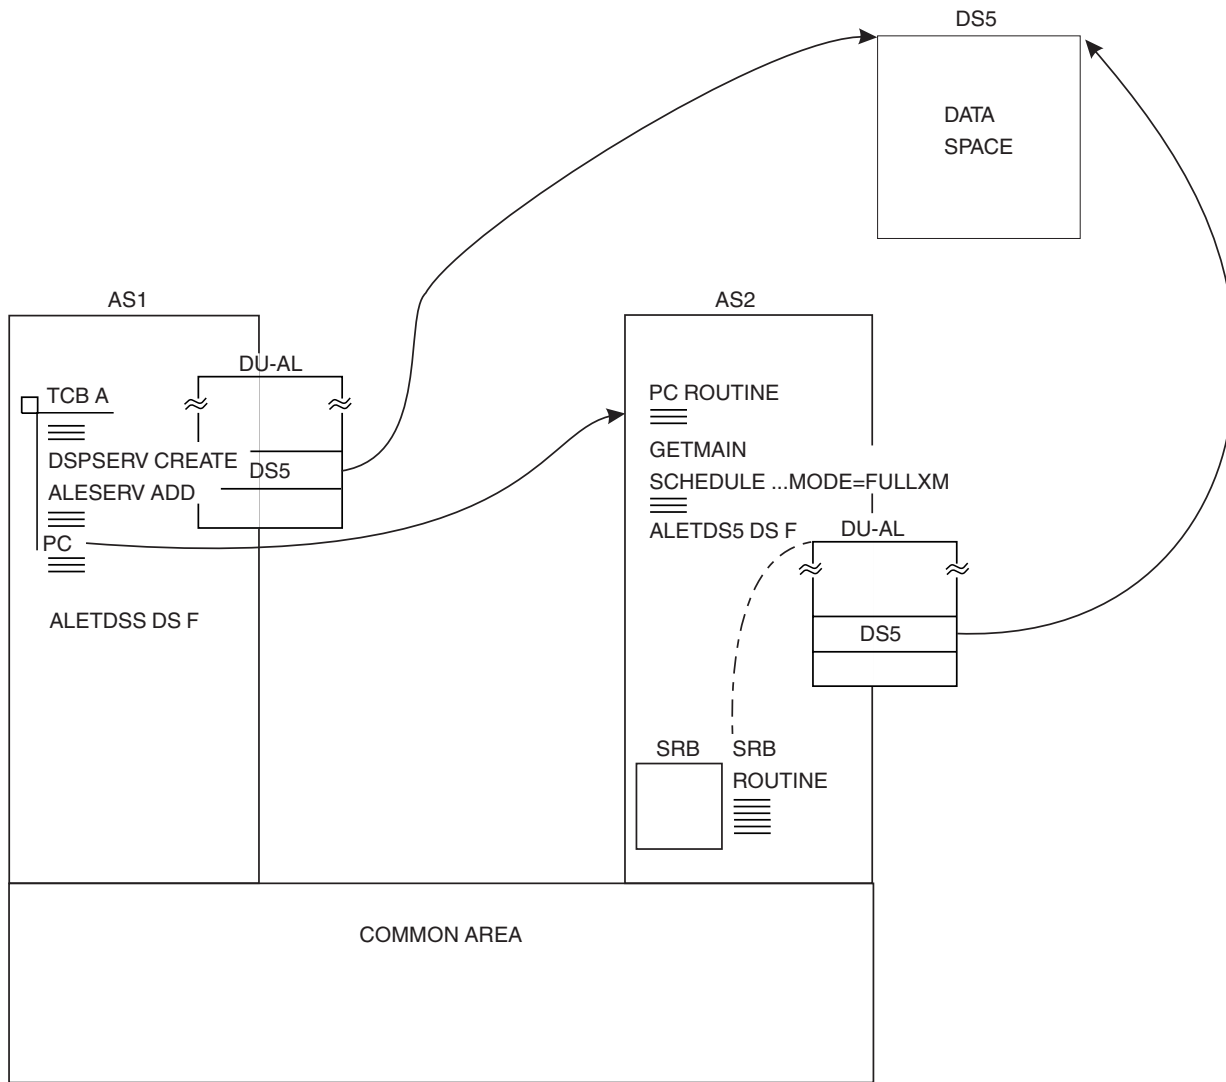 DS5
DATA
SPACE
AS1
DU-AL
TCB A
DSPSERV CREATE
DS5
ALESERV ADD
PC
ALETDSS DS F
AS2
PC ROUTINE
GETMAIN
SCHEDULE ...MODE=FULLXM
ALETDS5 DS F
DU-AL
DS5
SRB
SRB
ROUTINE
COMMON AREA